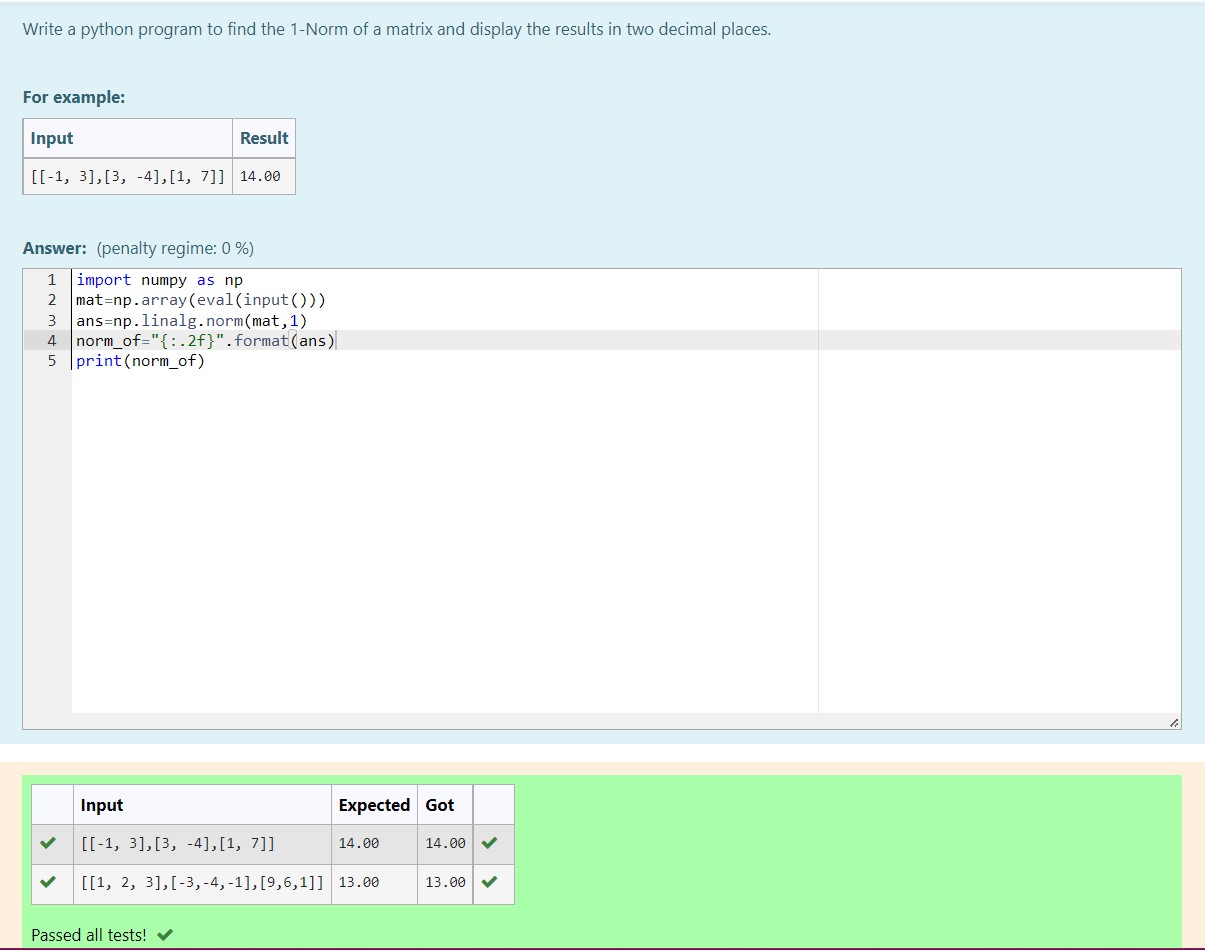 Write a python program to find the 1-Norm of a matrix and display the results in two decimal places.
For example:
Input Result
[[-1, 3],[3, -4],[1, 7]] 14.00
Answer: (penalty regime: 0 %)
1 import numpy as np
2 mat=np.array(eval(input()))
3 ans=np.linalg.norm(mat,1)
4 norm_of="{:.2f}".format(ans)
5 print(norm_of)
Input Expected Got
[[-1, 3],[3, -4],[1, 7]] 14.00 14.00
[[1, 2, 3],[-3,-4,-1],[9,6,1]] 13.00 13.00
Passed all tests!